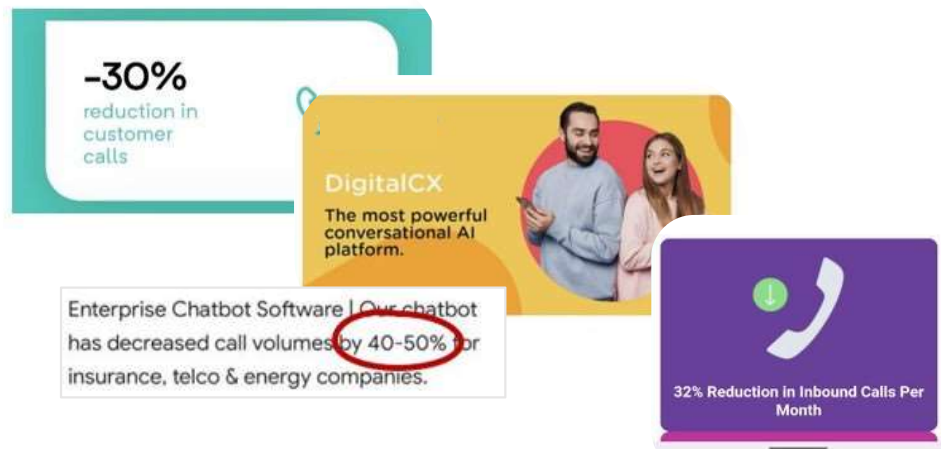 -30%
reduction in
customer
calls
DigitalCX
The most powerful
conversational AI
platform.
Enterprise Chatbot Software | Our chatbot
has decreased call volumes by 40-50% for
insurance, telco & energy companies.
32% Reduction in Inbound Calls Per
Month